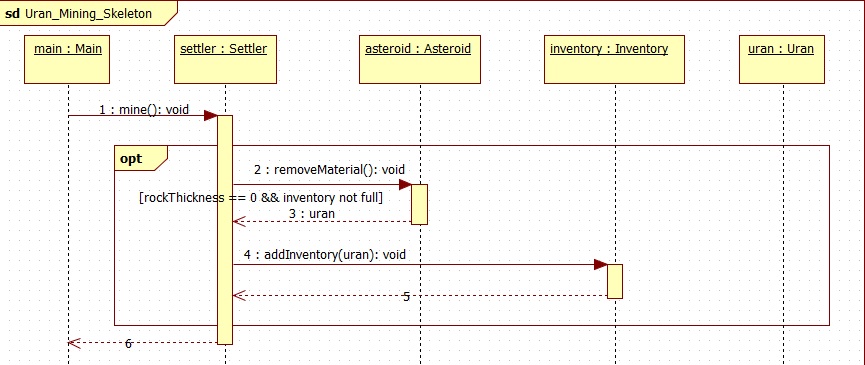 sd Uran_Mining_Skeleton
main : Main
settler : Settler
asteroid : Asteroid
inventory : Inventory
uran : Uran
1 : mine(): void
opt
2 : removeMaterial(): void
[rockThickness == 0 && inventory not full]
3 : uran
4 : addInventory(uran): void
5
6